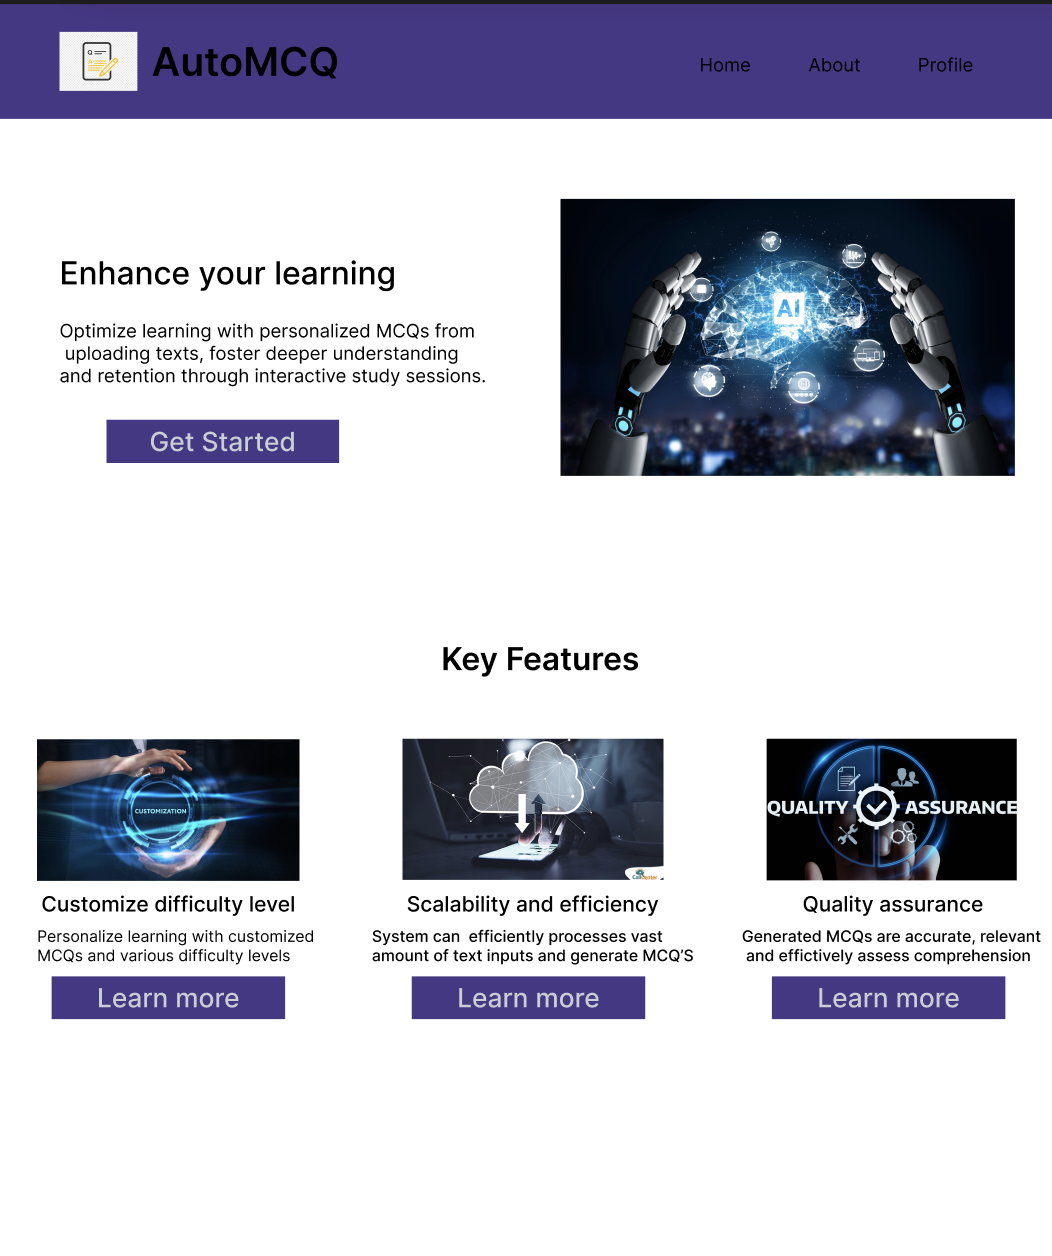 Q
A
AutoMCQ
Home
About
Profile
Enhance your learning
Optimize learning with personalized MCQs from
uploading texts, foster deeper understanding
and retention through interactive study sessions.
Get Started
AI
Key Features
CUSTOMIZATION
QUALITY ASSURANCE
Customize difficulty level
Scalability and efficiency
Quality assurance
Personalize learning with customized
MCQs and various difficulty levels
System can efficiently processes vast
amount of text inputs and generate MCQ'S
Generated MCQs are accurate, relevant
and effictively assess comprehension
Learn more
Learn more
Learn more